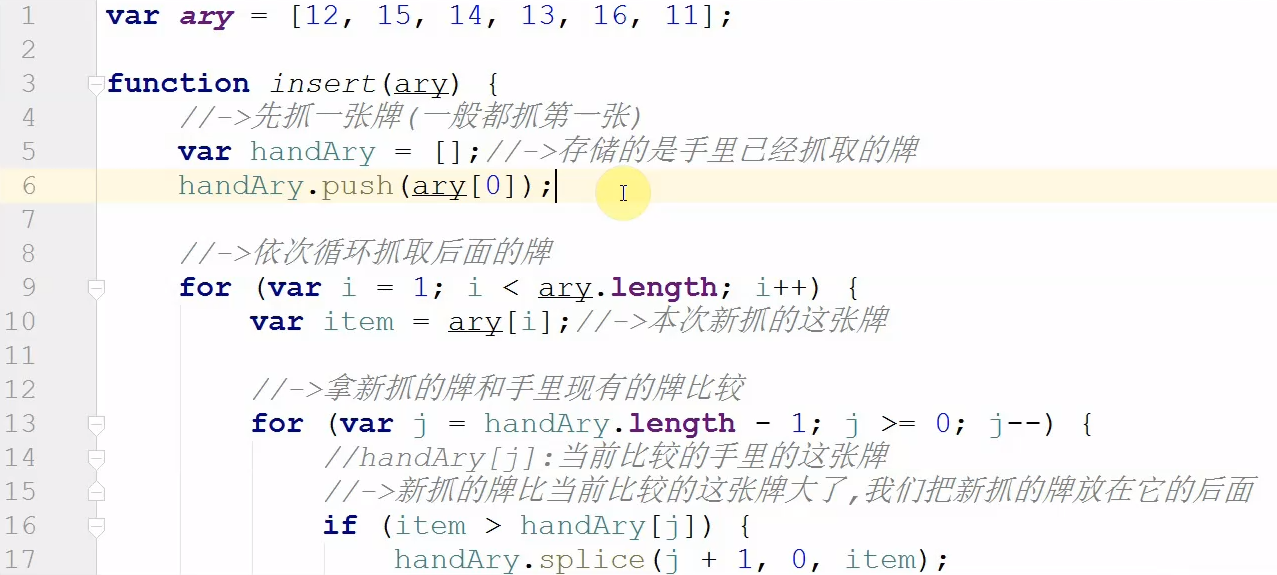 1 var ary = [12, 15, 14, 13, 16, 11];
2
3 function insert(ary) {
4 //->先抓一张牌(一般都抓第一张)
5 var handAry = [];//->存储的是手里已经抓取的牌
6 handAry.push(ary[0]);
7
8 //->依次循环抓取后面的牌
9 for (var i = 1; i < ary.length; i++) {
10 var item = ary[i];//->本次新抓的这张牌
11
12 //->拿新抓的牌和手里现有的牌比较
13 for (var j = handAry.length - 1; j >= 0; j--) {
14 //handAry[j]:当前比较的手里的这张牌
15 //->新抓的牌比当前比较的这张牌大了,我们把新抓的牌放在它的后面
16 if (item > handAry[j]) {
17 handAry.splice(j + 1, 0, item);